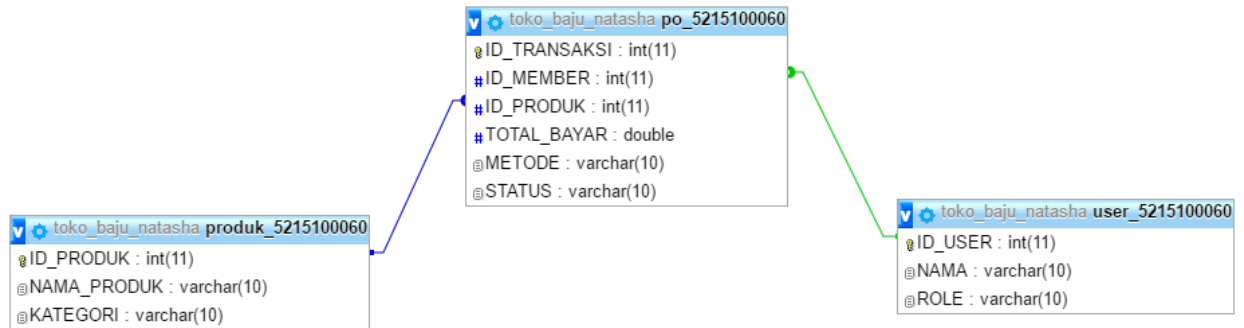 toko_baju_natasha po_5215100060
ID_TRANSAKSI : int(11)
#ID_MEMBER : int(11)
#ID_PRODUK : int(11)
#TOTAL_BAYAR : double
METODE : varchar(10)
STATUS : varchar(10)
v toko_baju_natasha produk_5215100060
ID_PRODUK : int(11)
NAMA_PRODUK : varchar(10)
KATEGORI : varchar(10)
v toko_baju_natasha user_5215100060
ID_USER : int(11)
NAMA : varchar(10)
ROLE : varchar(10)